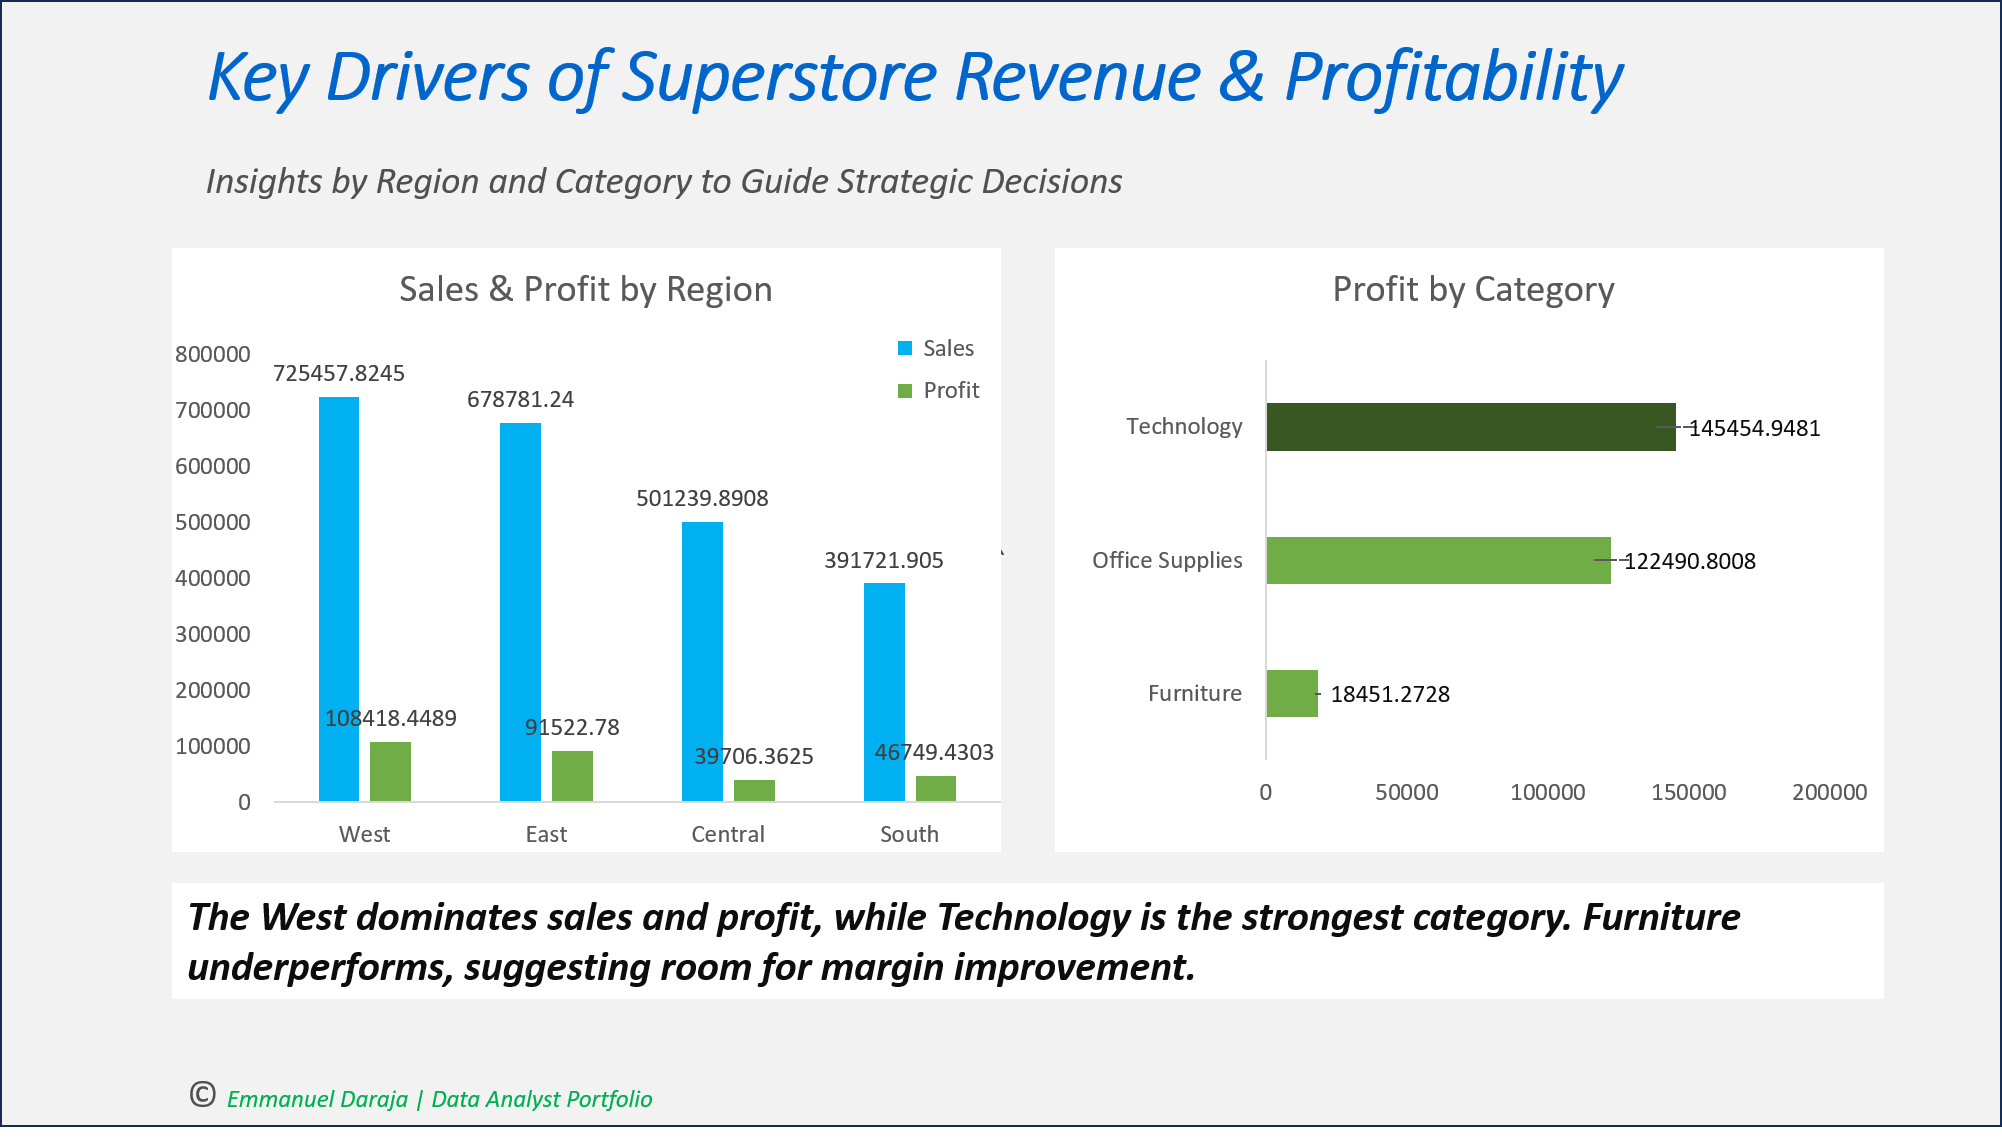 Key Drivers of Superstore Revenue & Profitability
Insights by Region and Category to Guide Strategic Decisions
Sales & Profit by Region
Sales
Profit
800000
700000
600000
500000
400000
300000
200000
100000
0
725457.8245
678781.24
501239.8908
391721.905
108418.4489
91522.78
39706.3625
46749.4303
West
East
Central
South
Profit by Category
Technology
145454.9481
Office Supplies
122490.8008
Furniture
18451.2728
0
50000
100000
150000
200000
The West dominates sales and profit, while Technology is the strongest category. Furniture
underperforms, suggesting room for margin improvement.
© Emmanuel Daraja | Data Analyst Portfolio